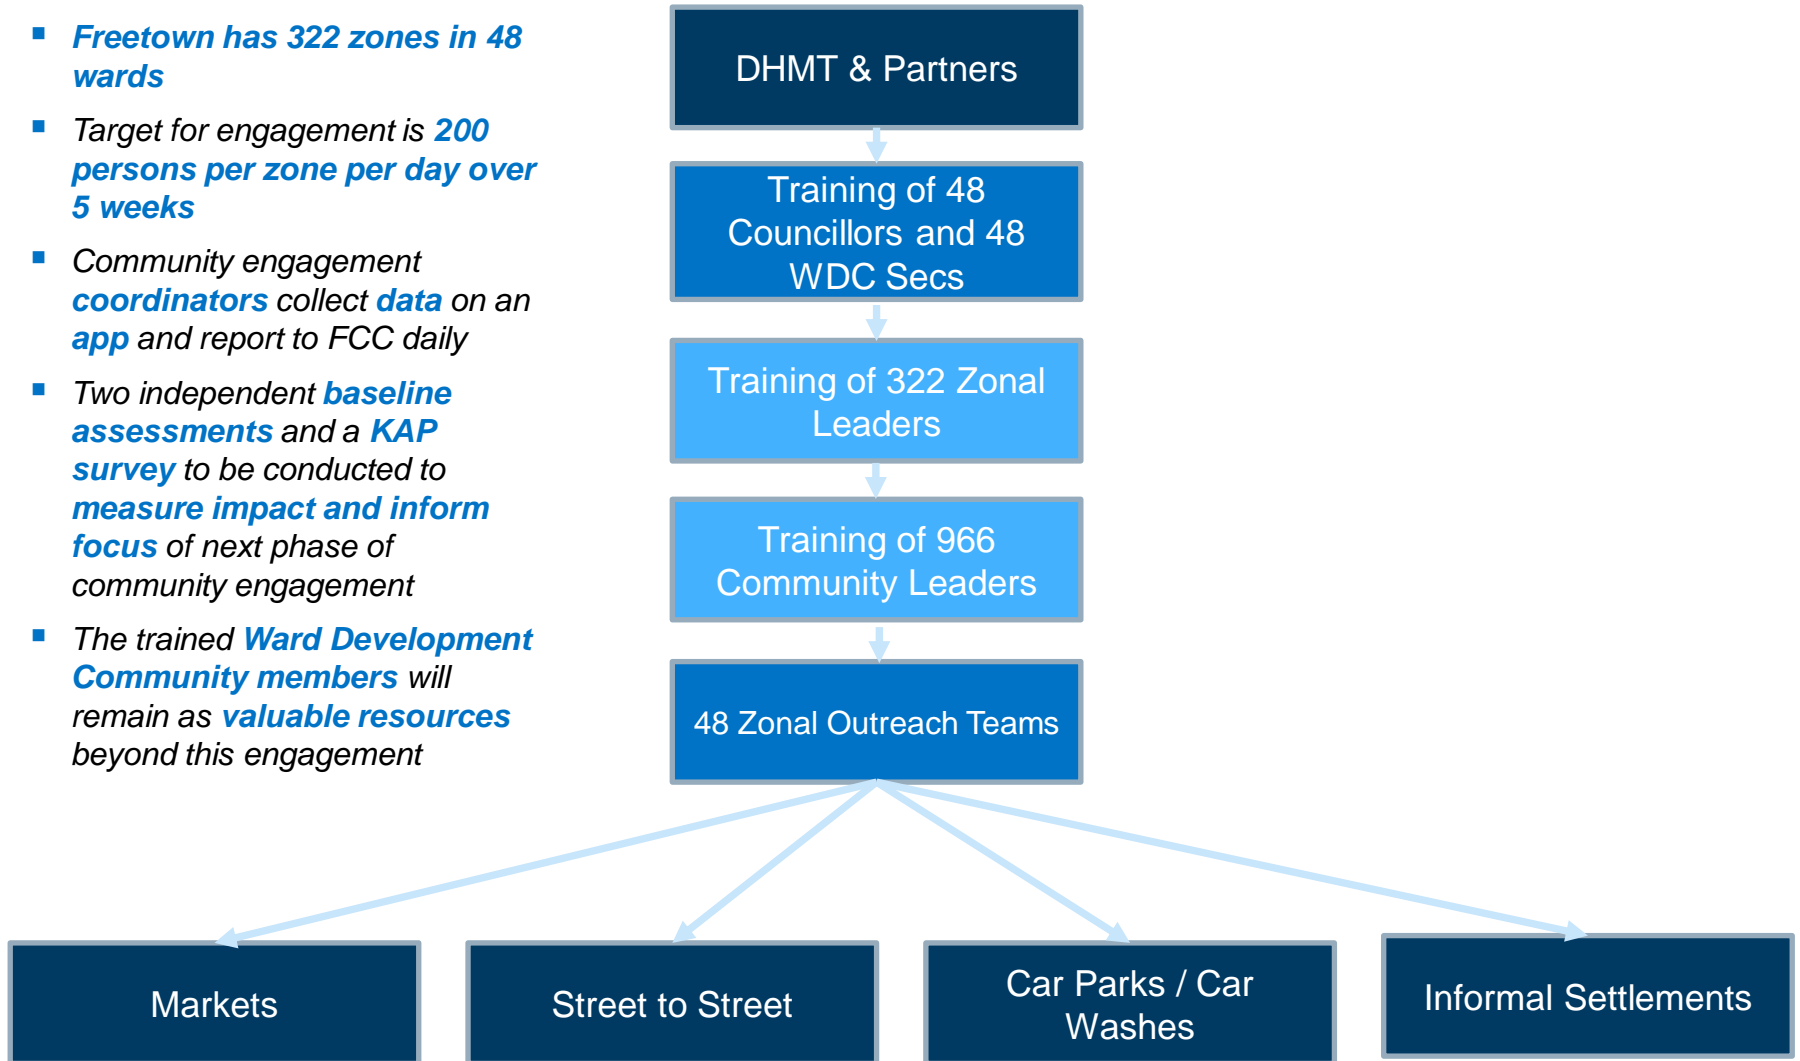 Freetown has 322 zones in 48
wards
Target for engagement is 200
persons per zone per day over
5 weeks
Community engagement
coordinators collect data on an
app and report to FCC daily
Two independent baseline
assessments and a KAP
survey to be conducted to
measure impact and inform
focus of next phase of
community engagement
The trained Ward Development
Community members will
remain as valuable resources
beyond this engagement
DHMT & Partners
Training of 48
Councillors and 48
WDC Secs
Training of 322 Zonal
Leaders
Training of 966
Community Leaders
48 Zonal Outreach Teams
Markets
Street to Street
Car Parks / Car
Washes
Informal Settlements